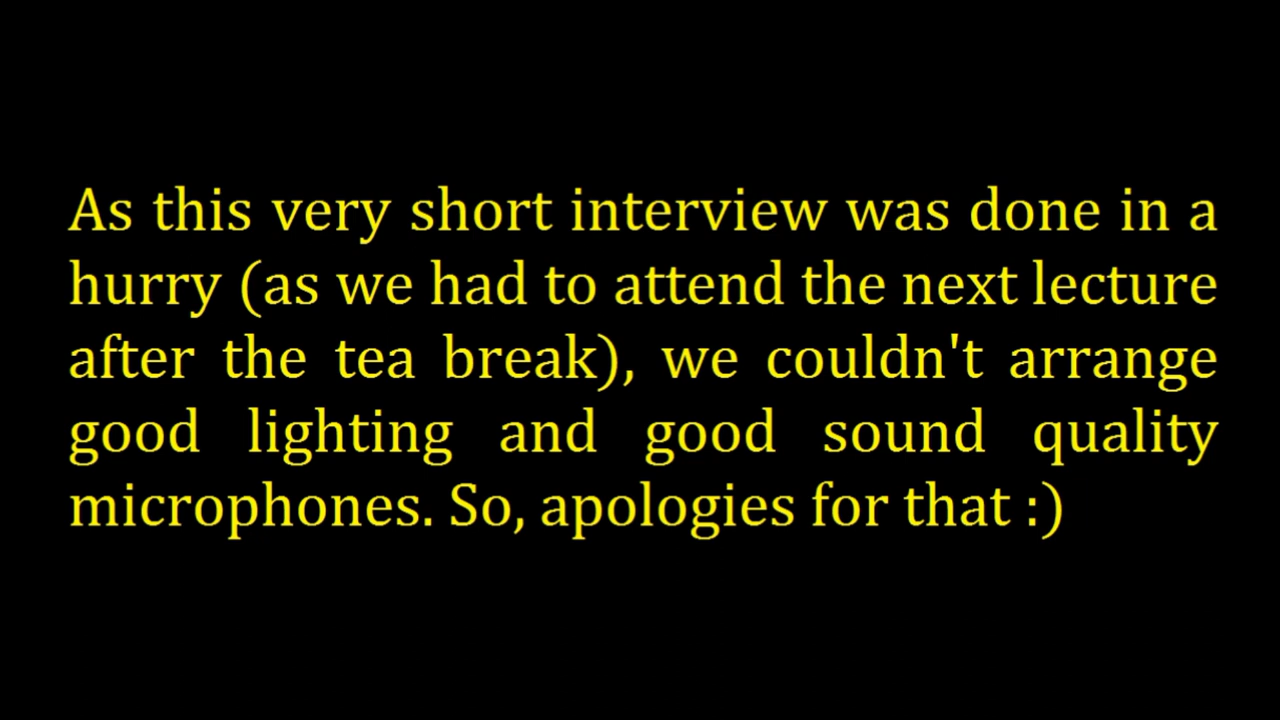 As this very short interview was done in a
hurry (as we had to attend the next lecture
after the tea break), we couldn't arrange
good lighting and good sound quality
microphones. So, apologies for that :)